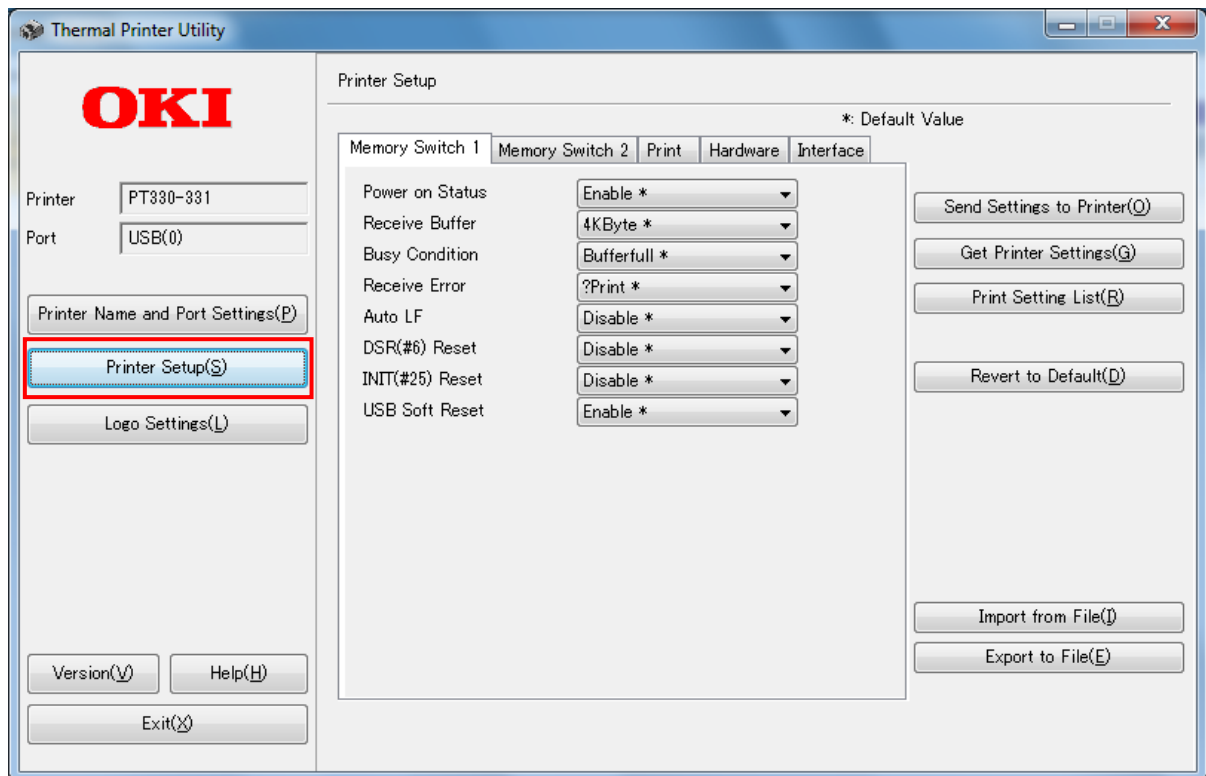 Thermal Printer Utility
OKI
Printer PT330-331
Port USB(0)
Printer Name and Port Settings(P)
Printer Setup(S)
Logo Settings(L)
Version(V) Help(H)
Exit(X)
Printer Setup
*: Default Value
Memory Switch 1 Memory Switch 2 Print Hardware Interface
Power on Status Enable *
Receive Buffer 4KByte *
Busy Condition Bufferfull *
Receive Error ?Print *
Auto LF Disable *
DSR(#6) Reset Disable *
INIT(#25) Reset Disable *
USB Soft Reset Enable *
Send Settings to Printer(O)
Get Printer Settings(G)
Print Setting List(R)
Revert to Default(D)
Import from File(I)
Export to File(E)